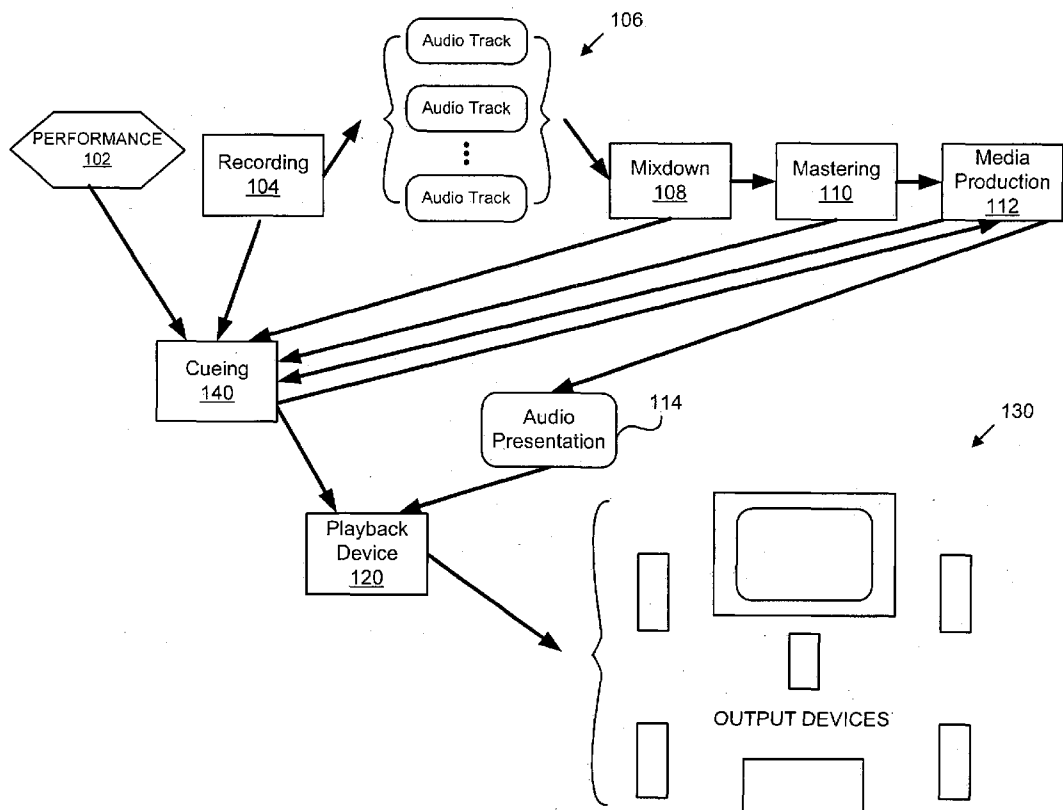 106
Audio Track
Audio Track
Audio Track
PERFORMANCE
102
Recording
104
Mixdown
108
Mastering
110
Media
Production
112
Cueing
140
Audio
Presentation
114
130
Playback
Device
120
OUTPUT DEVICES